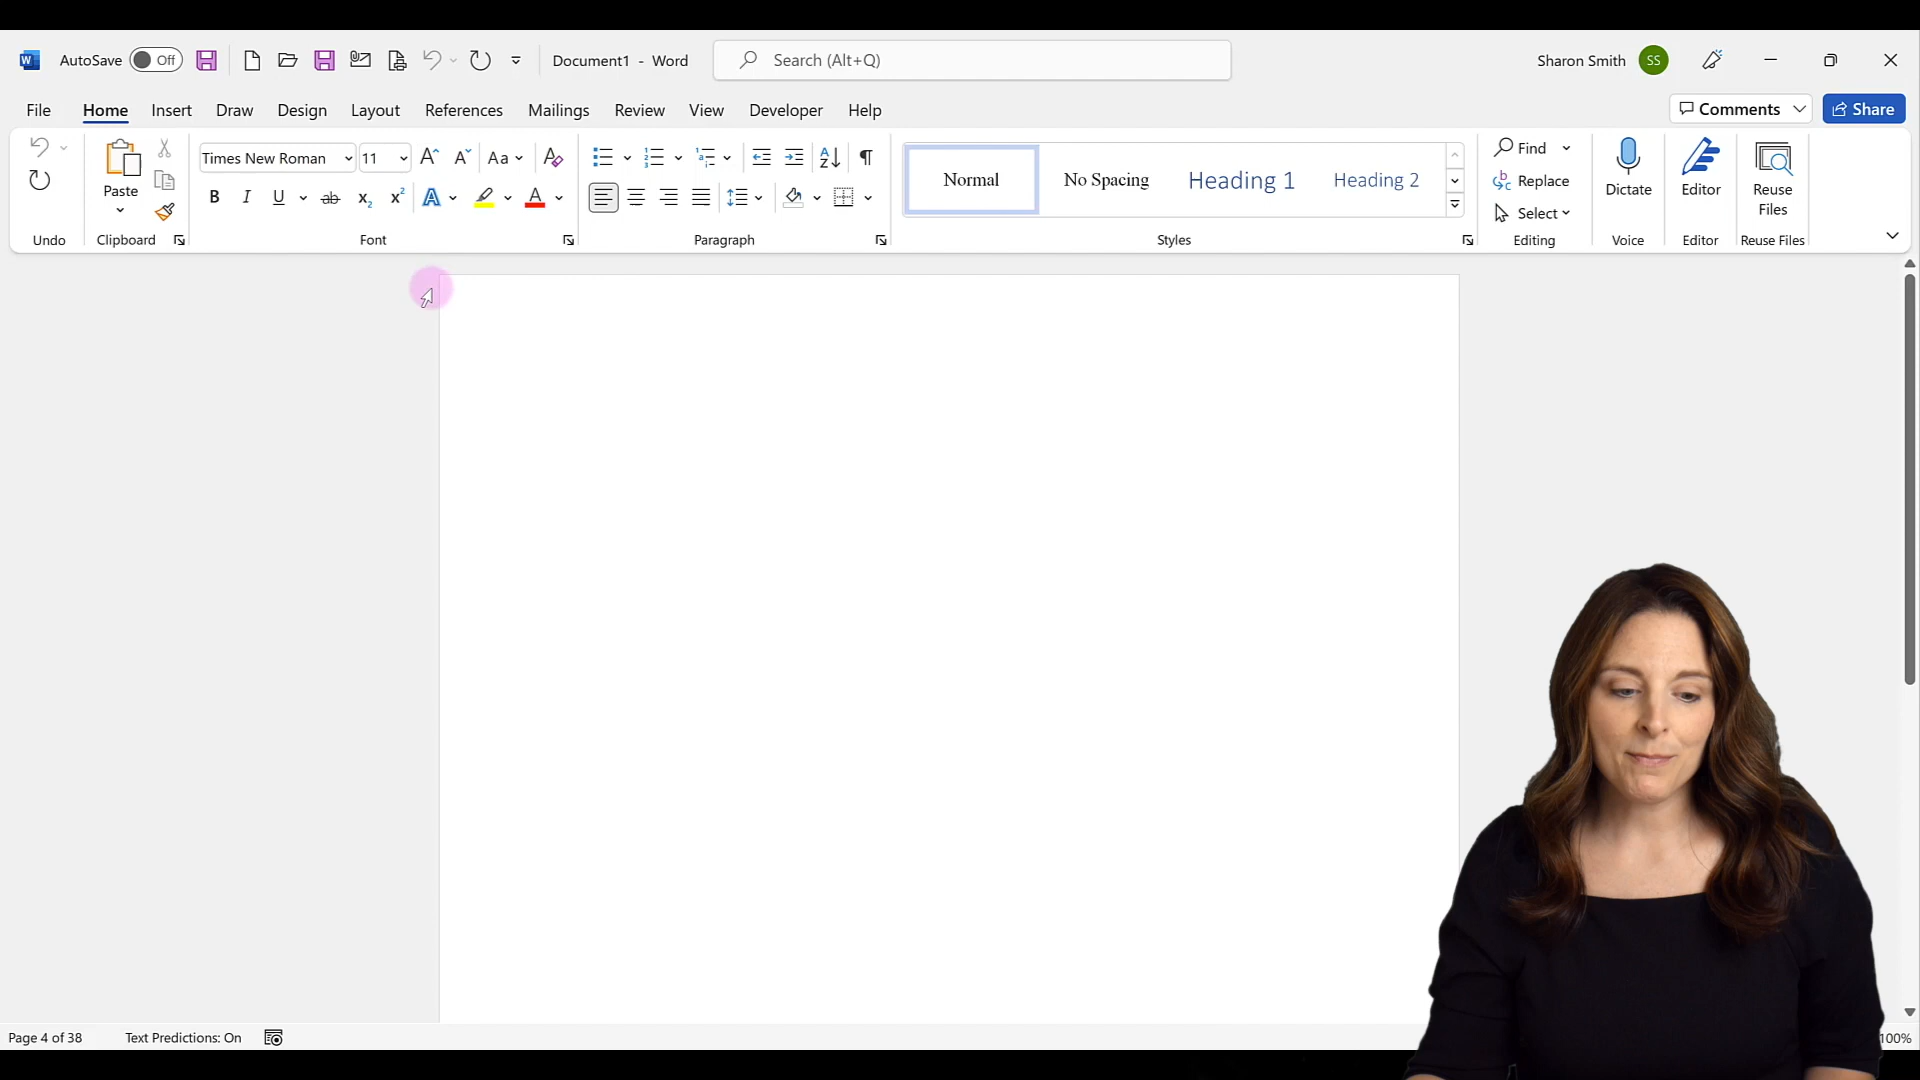 AutoSave Off Document1 - Word Search (Alt+Q) Sharon Smith SS
File Home Insert Draw Design Layout References Mailings Review View Developer Help Comments Share
Paste
Times New Roman 11 Aa
B I U ab x₂ x² A A
Normal No Spacing Heading 1 Heading 2
Find
Replace
Select
Dictate
Editor
Reuse
Files
Undo Clipboard Font Paragraph Styles Editing Voice Editor Reuse Files
Page 4 of 38 Text Predictions: On 100%